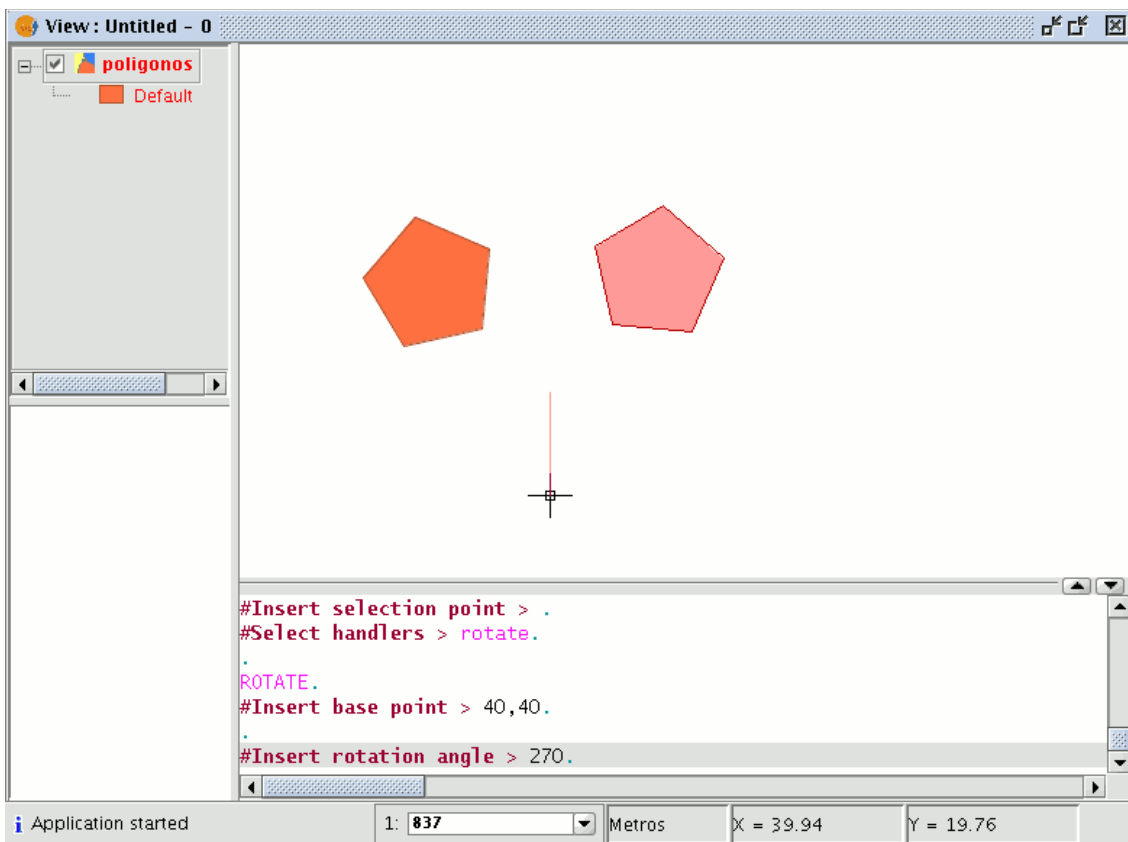 View : Untitled - 0
poligonos
Default
#Insert selection point > .
#Select handlers > rotate.
.
ROTATE.
#Insert base point > 40,40.
.
#Insert rotation angle > 270.
Application started
1: 837
Metros
X = 39.94
Y = 19.76